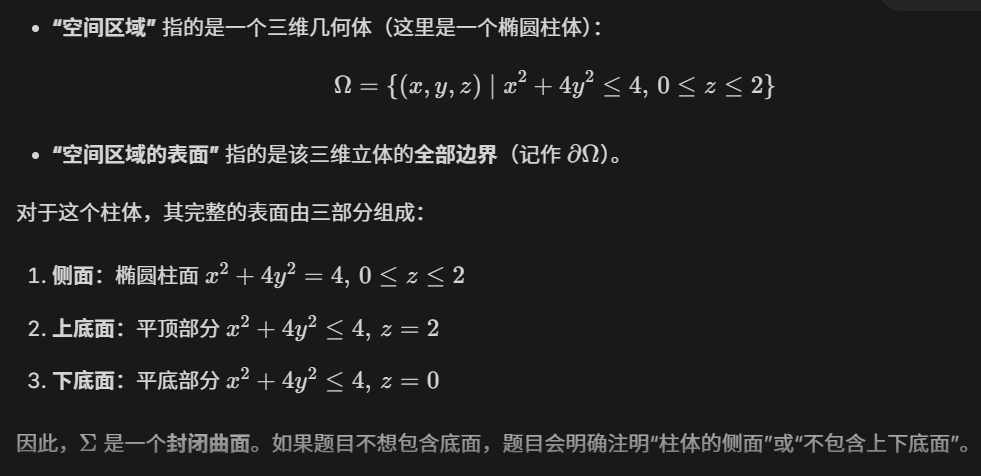 • “空间区域” 指的是一个三维几何体（这里是一个椭圆柱体）：
Ω = {(x, y, z) | x² + 4y² ≤ 4, 0 ≤ z ≤ 2}
• “空间区域的表面” 指的是该三维立体的全部边界（记作 ∂Ω）。
对于这个柱体，其完整的表面由三部分组成：
1. 侧面：椭圆柱面 x² + 4y² = 4, 0 ≤ z ≤ 2
2. 上底面：平顶部分 x² + 4y² ≤ 4, z = 2
3. 下底面：平底部分 x² + 4y² ≤ 4, z = 0
因此，Σ 是一个封闭曲面。如果题目不想包含底面，题目会明确注明“柱体的侧面”或“不包含上下底面”。